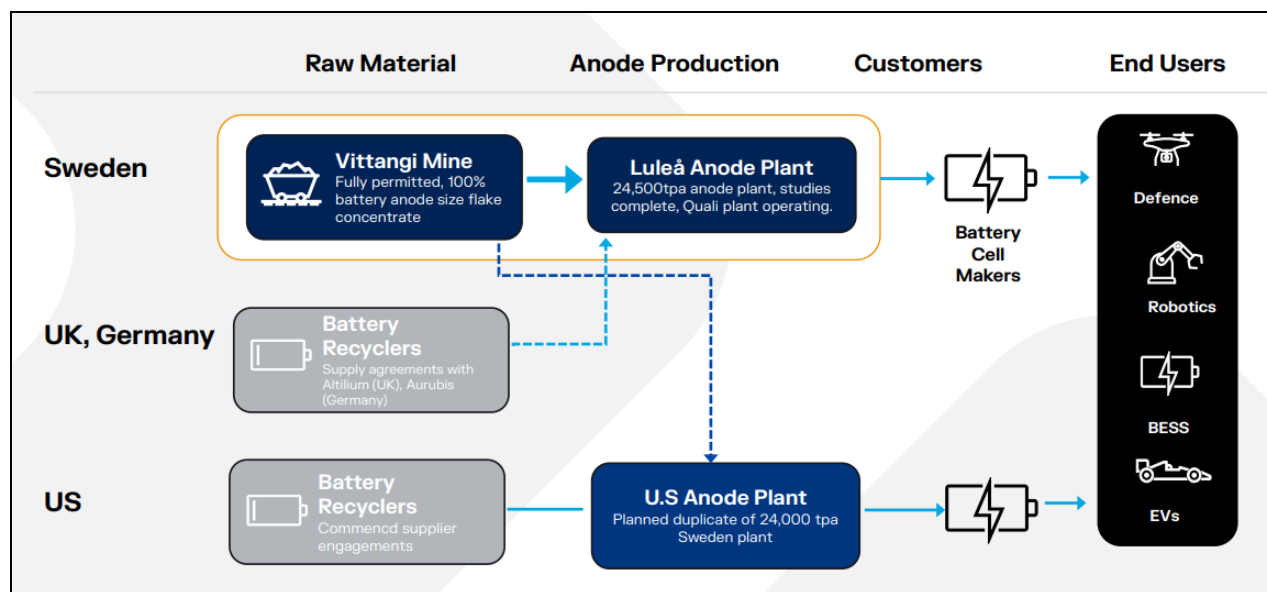 Raw Material
Anode Production
Customers
End Users
Sweden
Vittangi Mine
Fully permitted, 100%
battery anode size flake
concentrate
Luleå Anode Plant
24,500tpa anode plant, studies
complete, Quali plant operating.
Battery
Cell
Makers
Defence
Robotics
BESS
EVs
UK, Germany
Battery
Recyclers
Supply agreements with
Altilium (UK), Aurubis
(Germany)
US
Battery
Recyclers
Commencd supplier
engagements
U.S Anode Plant
Planned duplicate of 24,000 tpa
Sweden plant